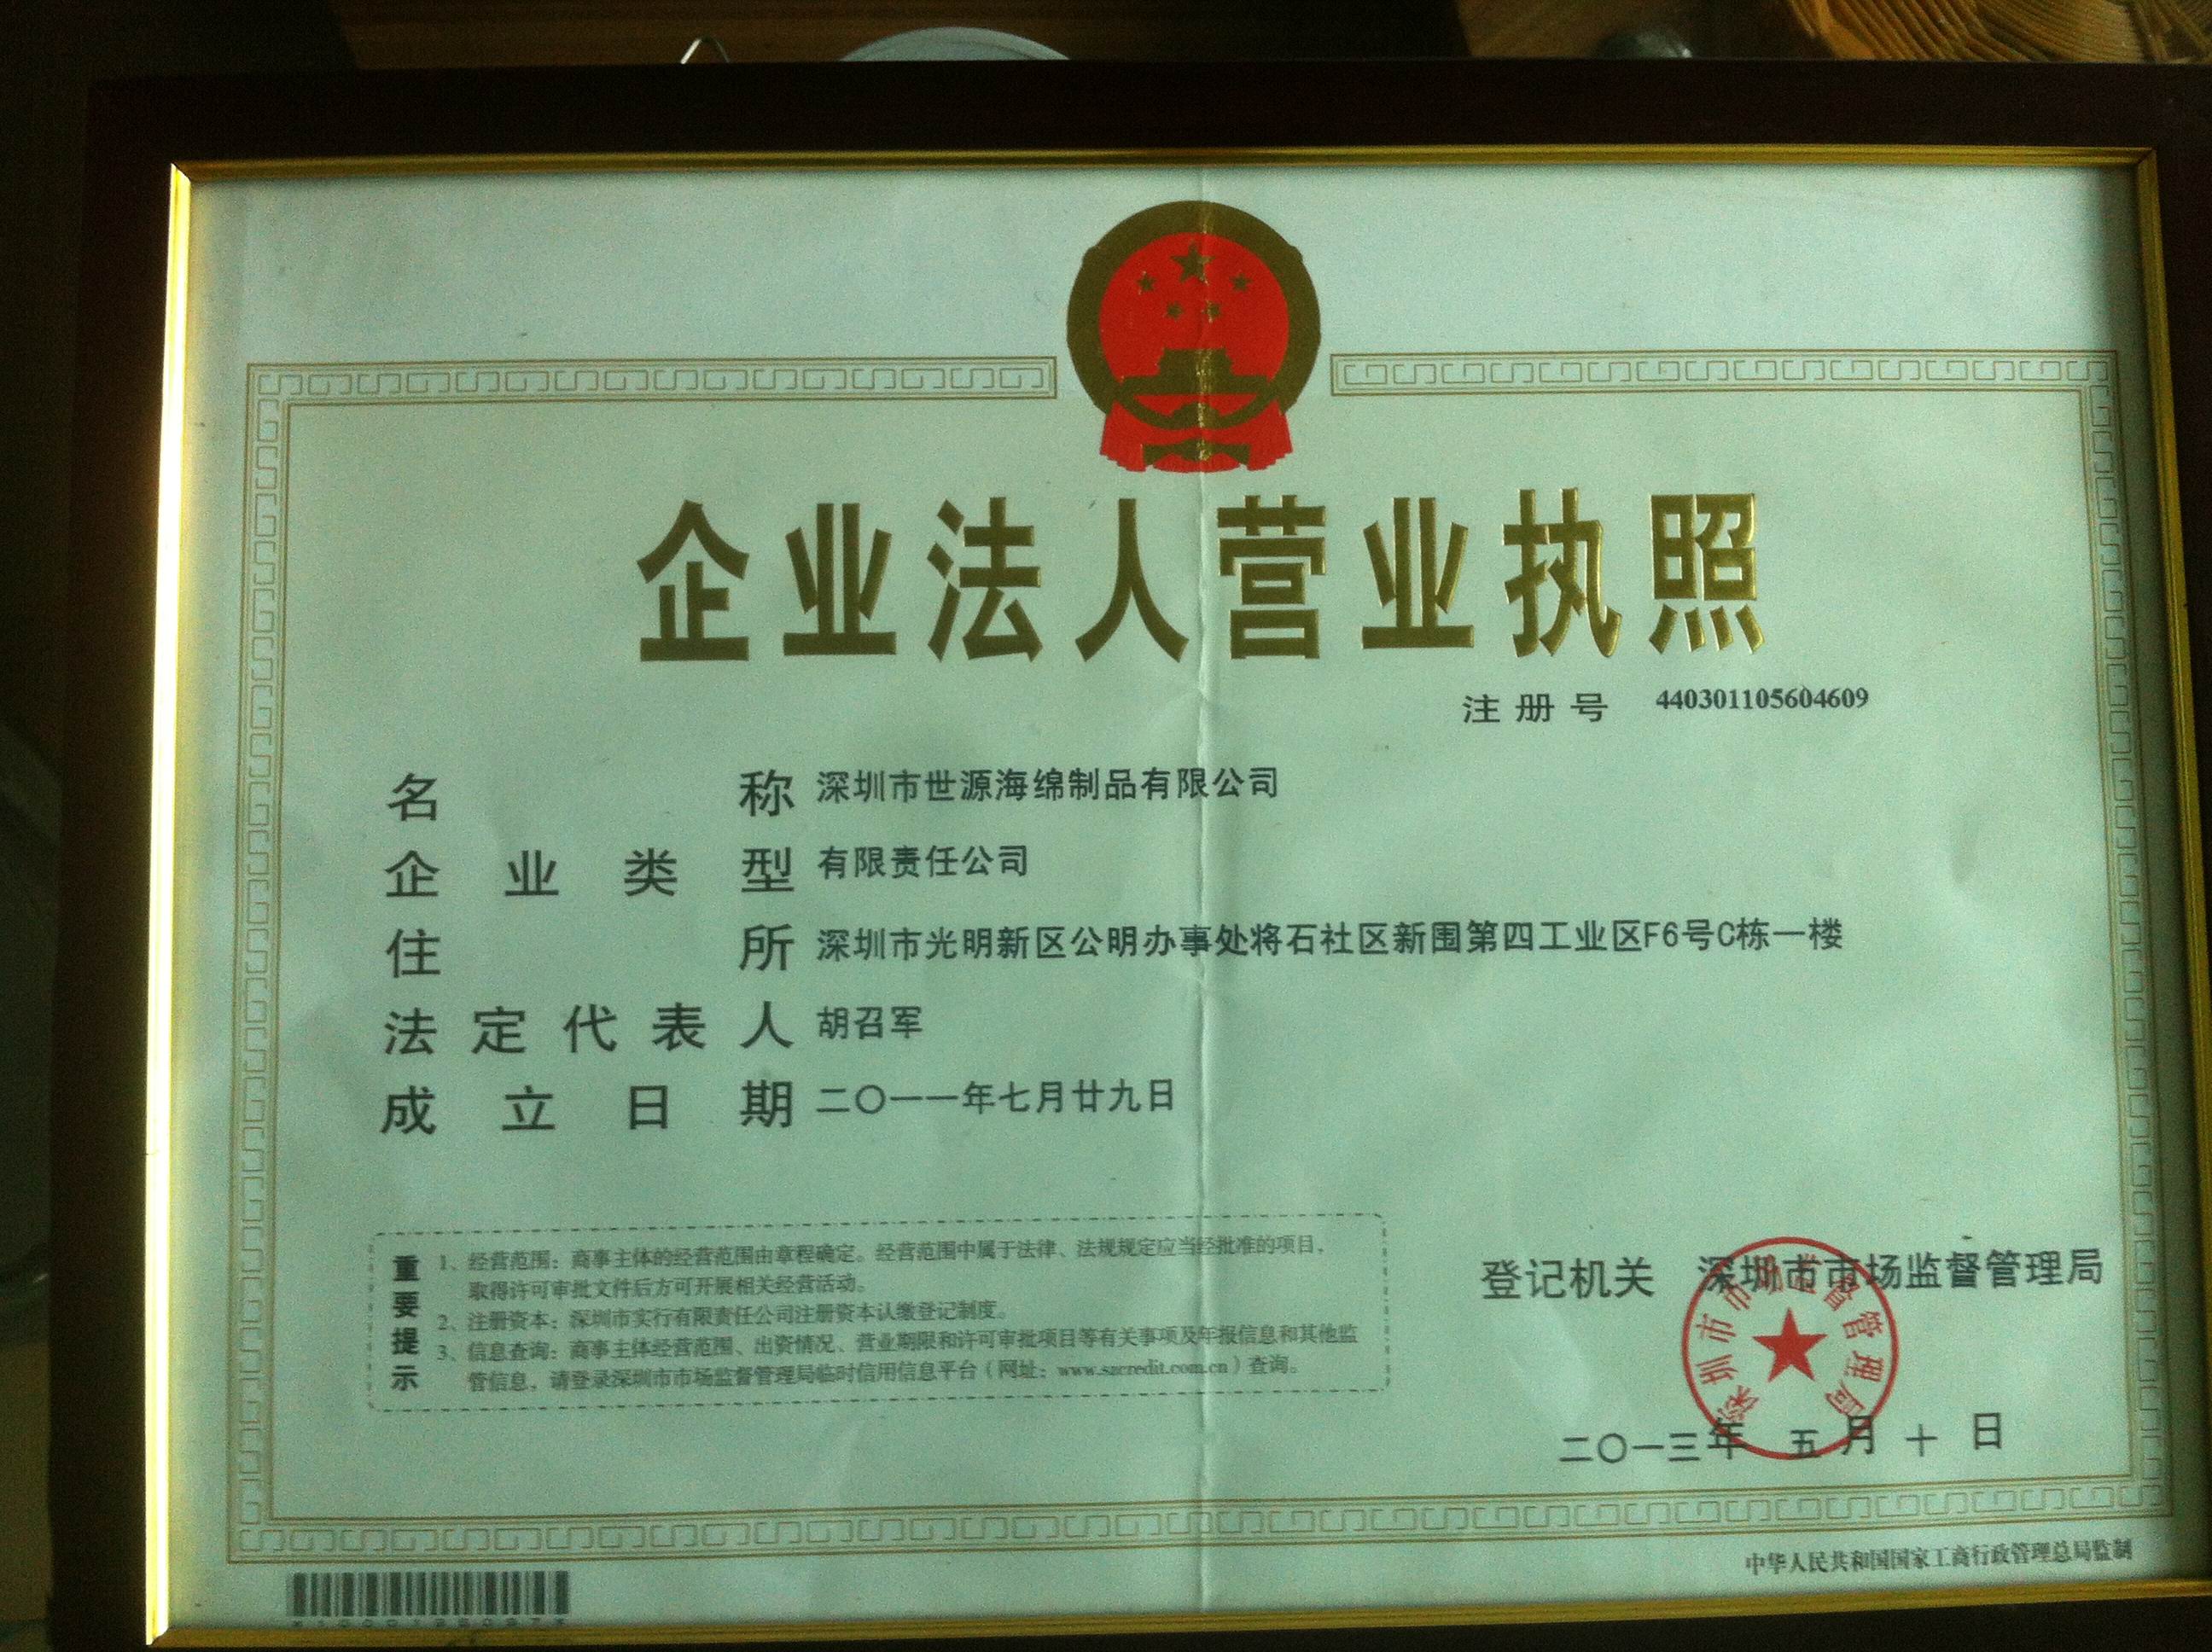 企业法人营业执照
注册号 440301105604609
名称 深圳市世源海绵制品有限公司
企业类型 有限责任公司
住所 深圳市光明新区公明办事处将石社区新围第四工业区F6号C栋一楼
法定代表人 胡召军
成立日期 二〇一一年七月廿九日
重要提示
1、经营范围：商事主体的经营范围由章程确定。经营范围中属于法律、法规规定应当经批准的项目，
取得许可审批文件后方可开展相关经营活动。
2、注册资本：深圳市实行有限责任公司注册资本认缴登记制度。
3、信息查询：商事主体经营范围、出资情况、营业期限和许可审批项目等有关事项及年报信息和其他监
管信息，请登录深圳市市场监督管理局临时信用信息平台（网址：www.szcredit.com.cn）查询。
登记机关 深圳市市场监督管理局
深圳市市场监督管理局
二〇一三年 五月十日
中华人民共和国国家工商行政管理总局监制